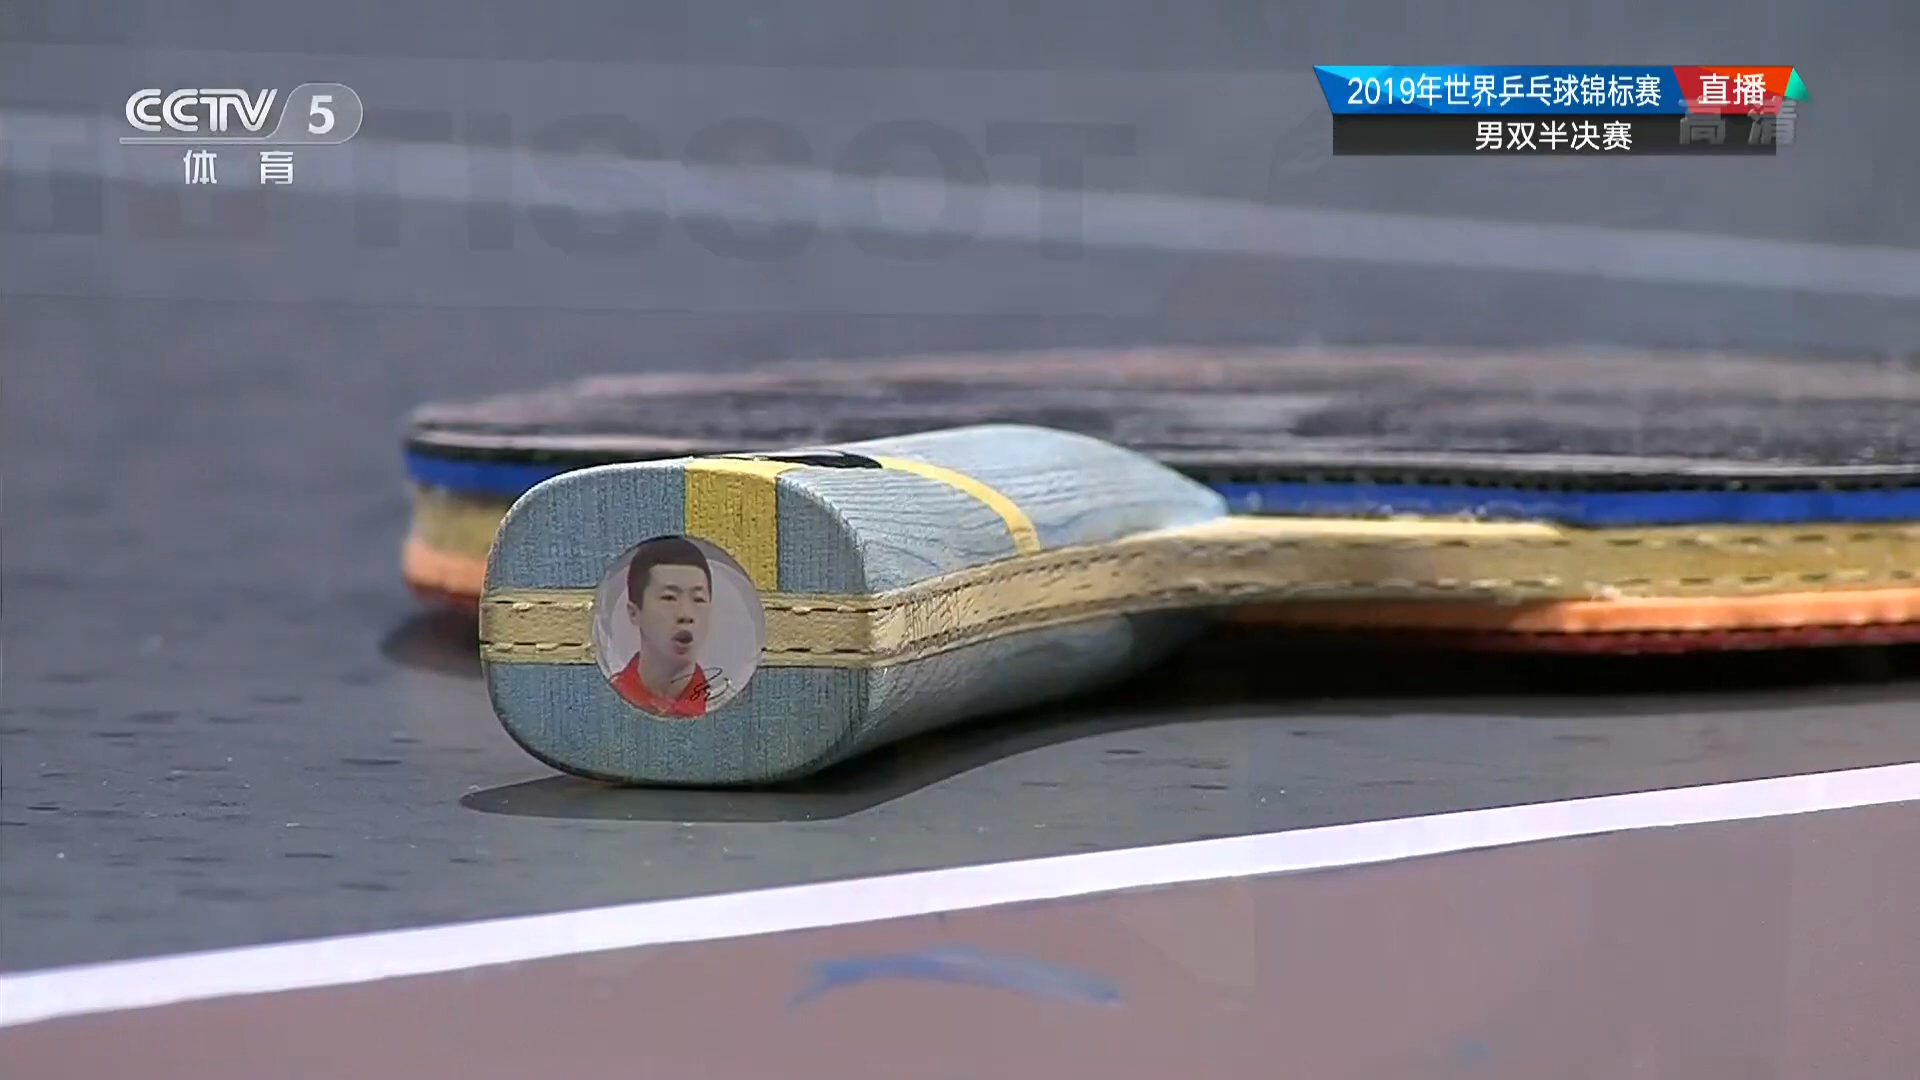 CCTV 5
体育
2019年世界乒乓球锦标赛 直播
高清
男双半决赛
TISSOT